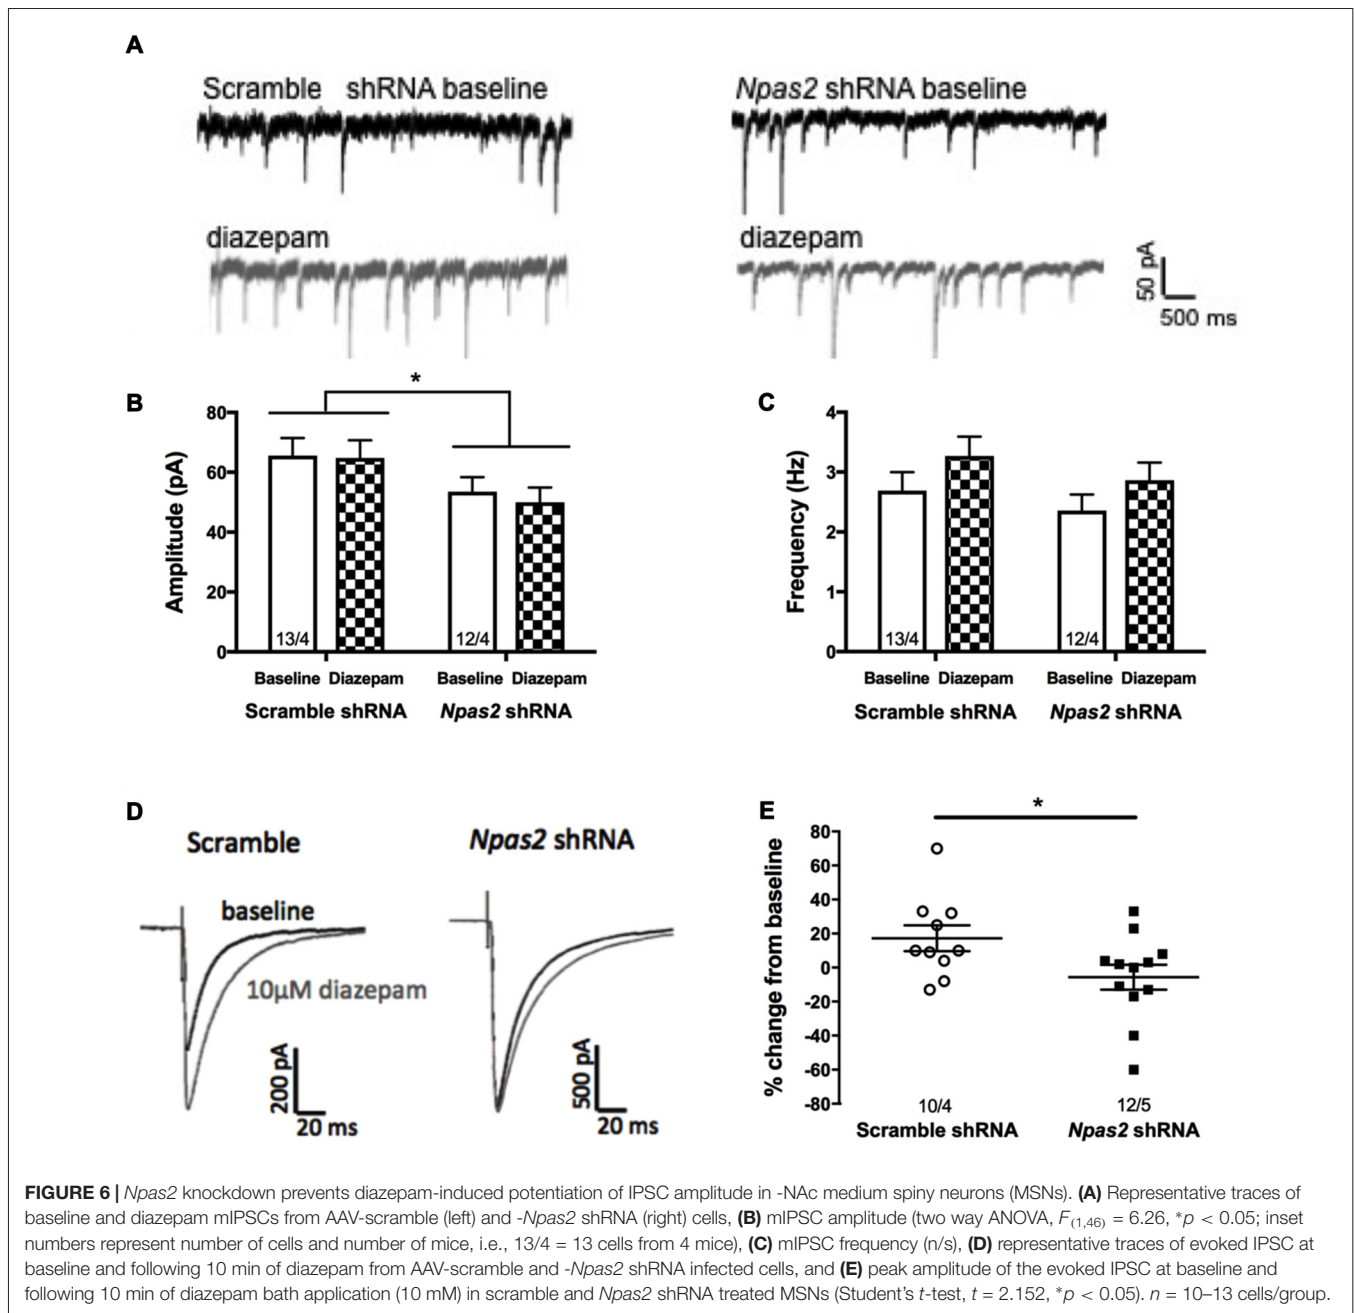 A
Scramble shRNA baseline
Npas2 shRNA baseline
diazepam
diazepam
50 pA
500 ms
B
*
Amplitude (pA)
80
60
40
20
0
13/4
12/4
Baseline Diazepam Baseline Diazepam
Scramble shRNA Npas2 shRNA
C
Frequency (Hz)
4
3
2
1
0
13/4
12/4
Baseline Diazepam Baseline Diazepam
Scramble shRNA Npas2 shRNA
D
Scramble
Npas2 shRNA
baseline
10µM diazepam
200 pA
20 ms
500 pA
20 ms
E
*
% change from baseline
80
60
40
20
0
-20
-40
-60
-80
10/4
12/5
Scramble shRNA Npas2 shRNA
FIGURE 6 | Npas2 knockdown prevents diazepam-induced potentiation of IPSC amplitude in -NAc medium spiny neurons (MSNs). (A) Representative traces of
baseline and diazepam mIPSCs from AAV-scramble (left) and -Npas2 shRNA (right) cells, (B) mIPSC amplitude (two way ANOVA, F(1,46) = 6.26, *p < 0.05; inset
numbers represent number of cells and number of mice, i.e., 13/4 = 13 cells from 4 mice), (C) mIPSC frequency (n/s), (D) representative traces of evoked IPSC at
baseline and following 10 min of diazepam from AAV-scramble and -Npas2 shRNA infected cells, and (E) peak amplitude of the evoked IPSC at baseline and
following 10 min of diazepam bath application (10 mM) in scramble and Npas2 shRNA treated MSNs (Student's t-test, t = 2.152, *p < 0.05). n = 10–13 cells/group.